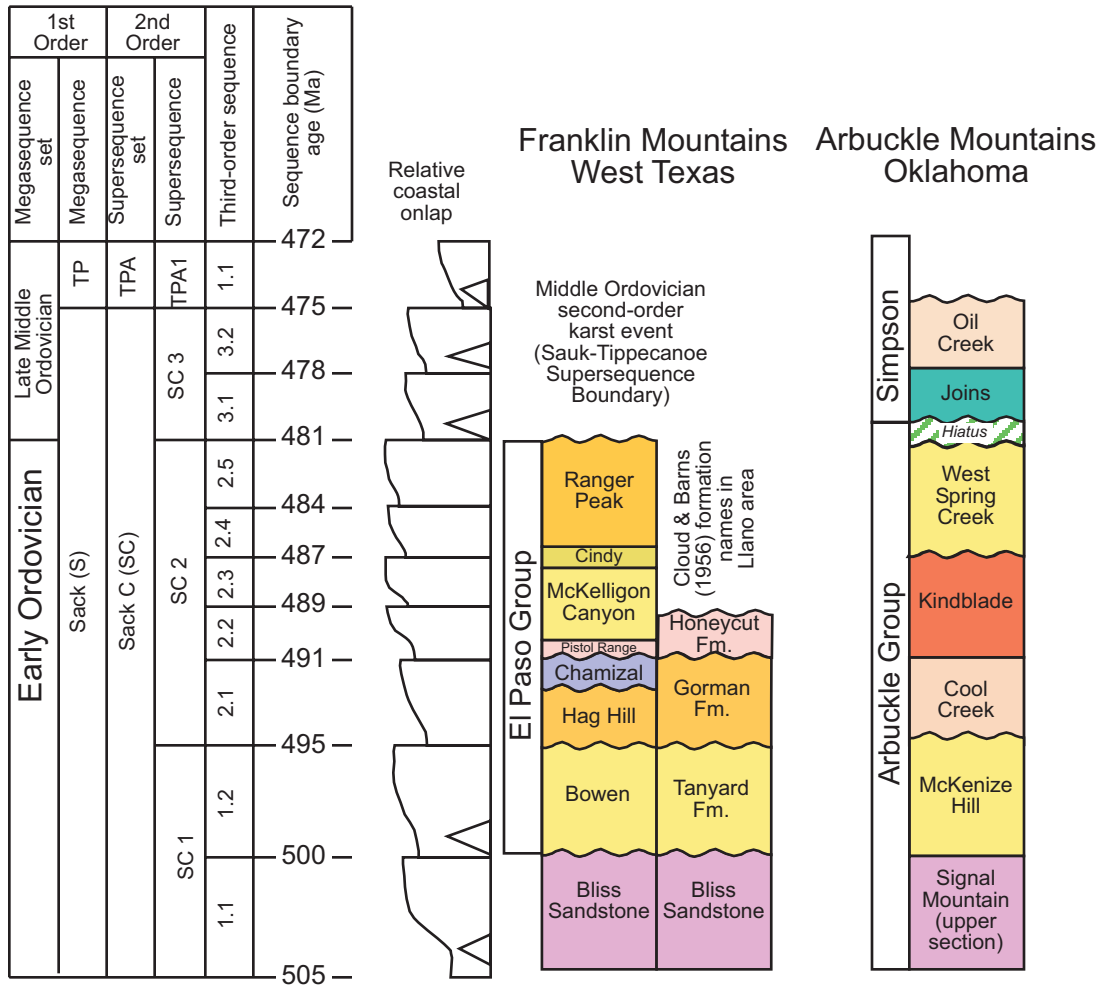 1st
Order
2nd
Order
Megasequence
set
Megasequence
Supersequence
set
Supersequence
Third-order sequence
Sequence boundary
age (Ma)
Relative
coastal
onlap
Late Middle
Ordovician
Early Ordovician
TP
Sack (S)
TPA
Sack C (SC)
TPA1
SC 3
SC 2
SC 1
1.1
3.2
3.1
2.5
2.4
2.3
2.2
2.1
1.2
1.1
472
475
478
481
484
487
489
491
495
500
505
Franklin Mountains
West Texas
Middle Ordovician
second-order
karst event
(Sauk-Tippecanoe
Supersequence
Boundary)
El Paso Group
Ranger
Peak
Cindy
McKelligon
Canyon
Pistol Range
Chamizal
Hag Hill
Bowen
Bliss
Sandstone
Cloud & Barns
(1956) formation
names in
Llano area
Honeycut
Fm.
Gorman
Fm.
Tanyard
Fm.
Bliss
Sandstone
Arbuckle Mountains
Oklahoma
Simpson
Arbuckle Group
Oil
Creek
Joins
Hiatus
West
Spring
Creek
Kindblade
Cool
Creek
McKenize
Hill
Signal
Mountain
(upper
section)